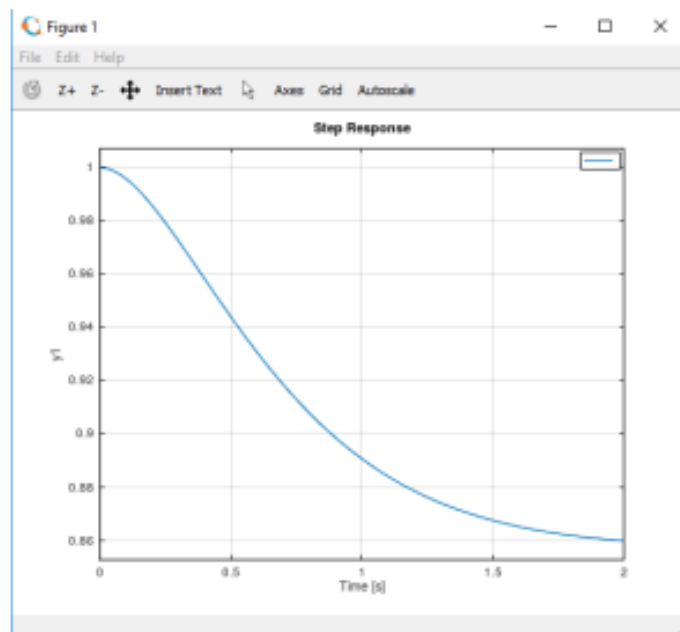 Figure 1
File Edit Help
Z+ Z- Insert Text Axes Grid Autoscale
Step Response
1
0.98
0.96
0.94
0.92
0.9
0.88
0.86
y1
0 0.5 1 1.5 2
Time [s]